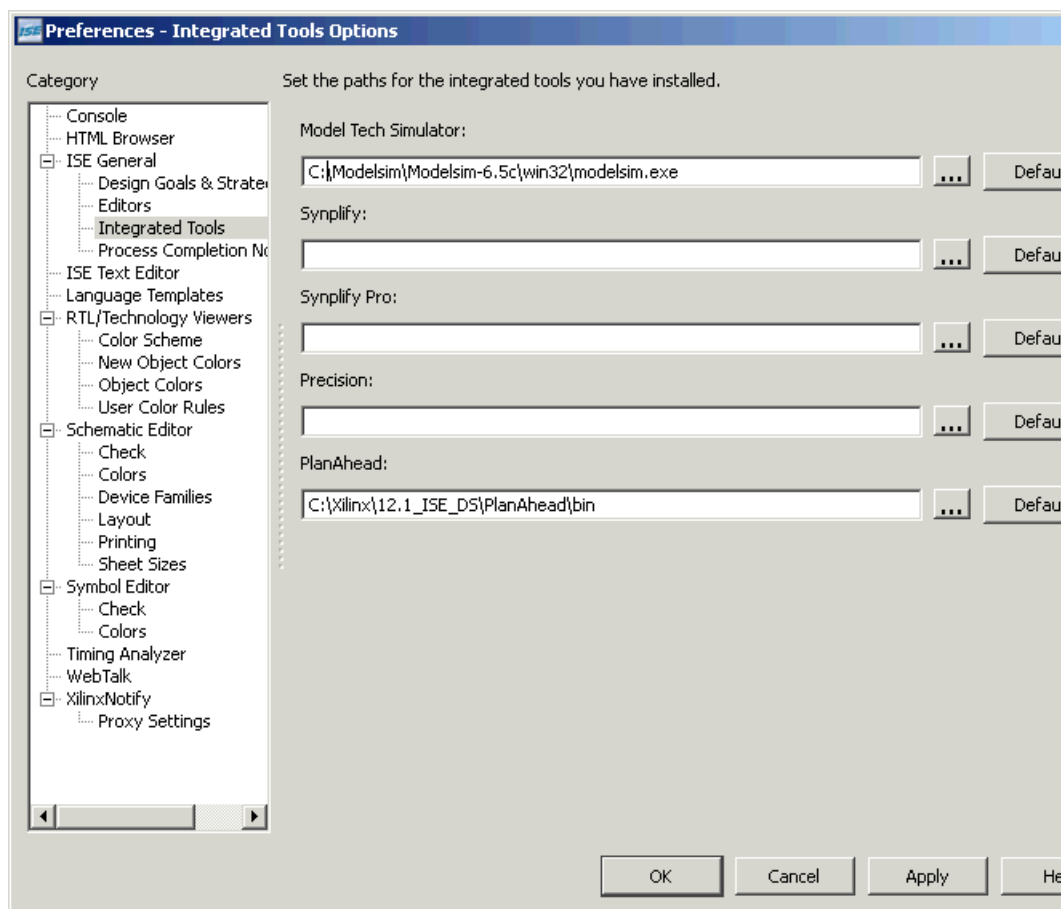 ISE Preferences - Integrated Tools Options
Category
Console
HTML Browser
ISE General
Design Goals & Strate
Editors
Integrated Tools
Process Completion No
ISE Text Editor
Language Templates
RTL/Technology Viewers
Color Scheme
New Object Colors
Object Colors
User Color Rules
Schematic Editor
Check
Colors
Device Families
Layout
Printing
Sheet Sizes
Symbol Editor
Check
Colors
Timing Analyzer
WebTalk
XilinxNotify
Proxy Settings
Set the paths for the integrated tools you have installed.
Model Tech Simulator:
C:\Modelsim\Modelsim-6.5c\win32\modelsim.exe ... Defau
Synplify:
... Defau
Synplify Pro:
... Defau
Precision:
... Defau
PlanAhead:
C:\Xilinx\12.1_ISE_DS\PlanAhead\bin ... Defau
OK Cancel Apply He